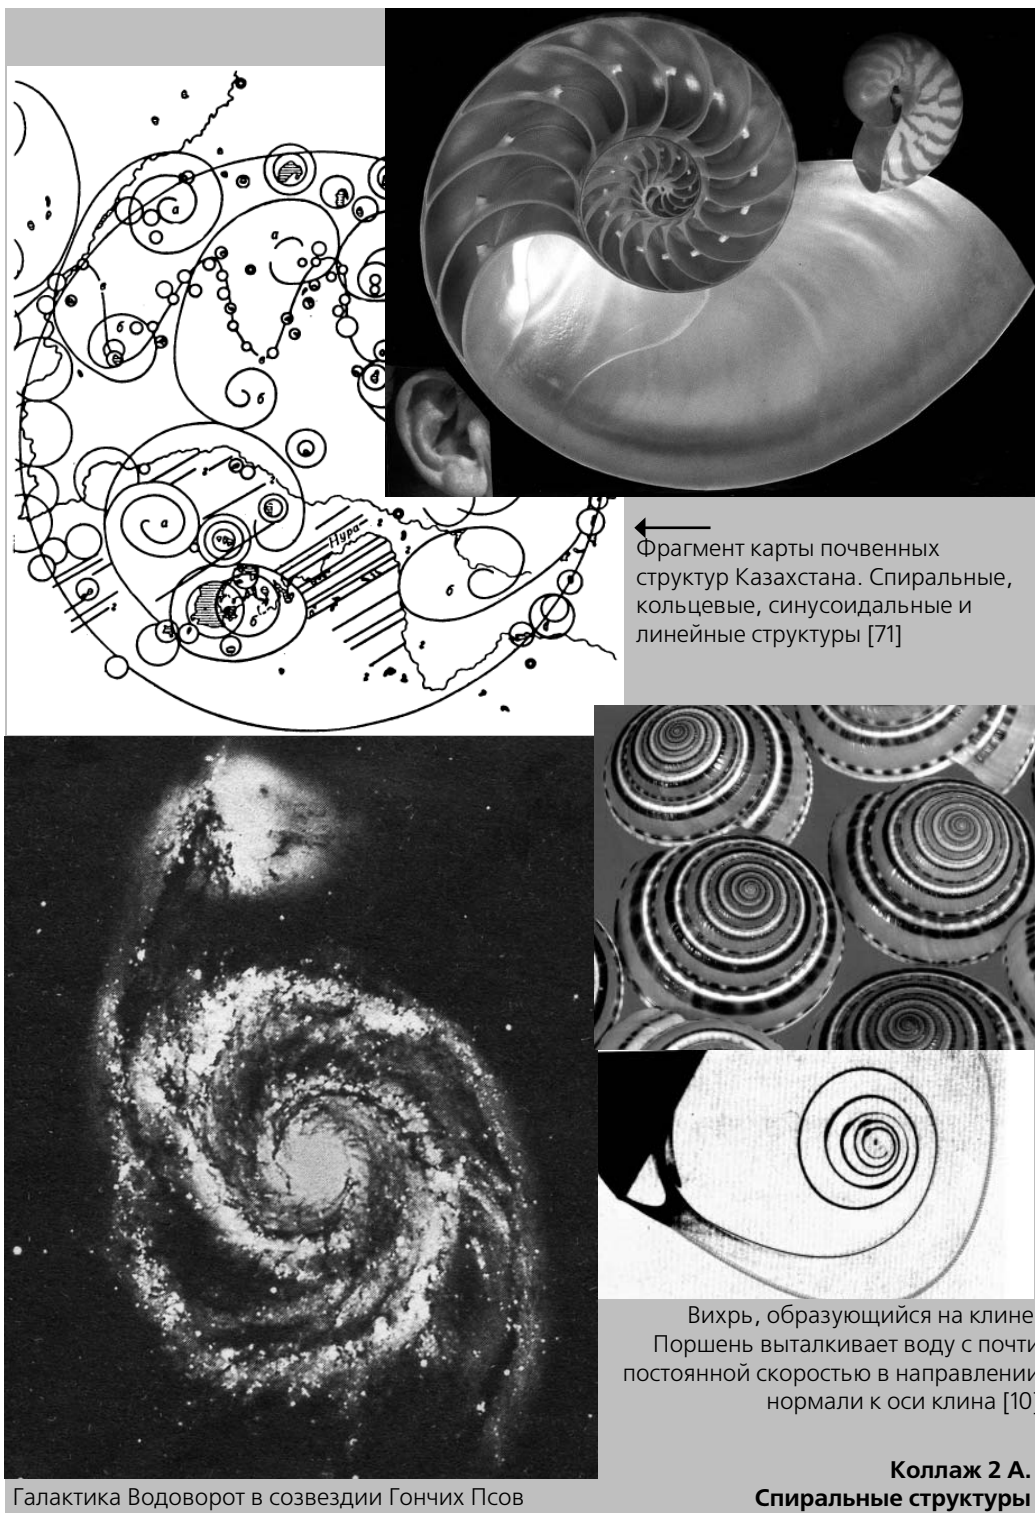 а
а
в
б
б
а
Нура
б
б
Фрагмент карты почвенных
структур Казахстана. Спиральные,
кольцевые, синусоидальные и
линейные структуры [71]
Вихрь, образующийся на клине
Поршень выталкивает воду с почти
постоянной скоростью в направлении
нормали к оси клина [10]
Галактика Водоворот в созвездии Гончих Псов
Коллаж 2 А.
Спиральные структуры